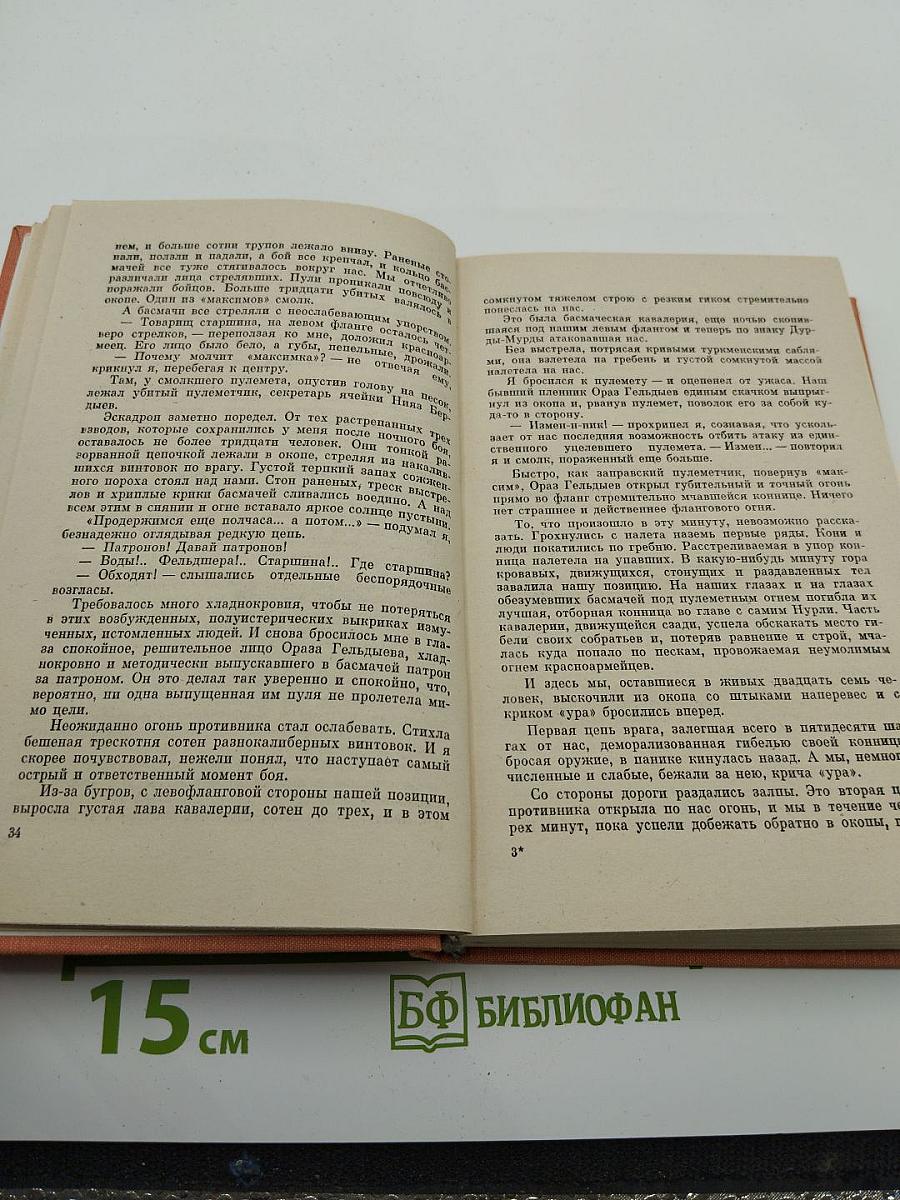 нем, и больше сотни трупов лежало внизу. Раненые сто-
нали, ползли и падали, а бой все крепчал, и кольцо бас-
мачей все туже стягивалось вокруг нас. Мы отчетливо
различали лица стрелявших. Пули проникали повсюду и
поражали бойцов. Больше тридцати убитых валялось в
окопе. Один из «максимов» смолк.
А басмачи все стреляли с неослабевающим упорством.
— Товарищ старшина, на левом фланге осталось чет-
веро стрелков, — переползая ко мне, доложил красноар-
меец. Его лицо было бело, а губы, пепельные, дрожали.
— Почему молчит «максимка»? — не отвечая ему,
крикнул я, перебегая к центру.
Там, у смолкшего пулемета, опустив голову на песок,
лежал убитый пулеметчик, секретарь ячейки Нияз Бер-
дыев.
Эскадрон заметно поредел. От тех растрепанных трех
взводов, которые сохранились у меня после ночного боя,
оставалось не более тридцати человек. Они тонкой ра-
зорванной цепочкой лежали в окопе, стреляя из накалив-
шихся винтовок по врагу. Густой терпкий запах сожжен-
ного пороха стоял над нами. Стон раненых, треск выстре-
лов и хриплые крики басмачей сливались воедино. А над
всем этим в сиянии и огне вставало яркое солнце пустыни.
«Продержимся еще полчаса... а потом...» — подумал я,
безнадежно оглядывая редкую цепь.
— Патронов! Давай патронов!
— Воды!.. Фельдшера!.. Старшина!.. Где старшина?
— Обходят! — слышались отдельные беспорядочные
возгласы.
Требовалось много хладнокровия, чтобы не потеряться
в этих возбужденных, полуистерических выкриках изму-
ченных, истомленных людей. И снова бросилось мне в гла-
за спокойное, решительное лицо Ораза Гельдыева, хлад-
нокровно и методически выпускавшего в басмачей патрон
за патроном. Он это делал так уверенно и спокойно, что,
вероятно, ни одна выпущенная им пуля не пролетела ми-
мо цели.
Неожиданно огонь противника стал ослабевать. Стихла
бешеная трескотня сотен разнокалиберных винтовок. И я
скорее почувствовал, нежели понял, что наступает самый
острый и ответственный момент боя.
Из-за бугров, с левофланговой стороны нашей позиции,
выросла густая лава кавалерии, сотен до трех, и в этом
34
сомкнутом тяжелом строю с резким гиком стремительно
понеслась на нас.
Это была басмаческая кавалерия, еще ночью скопив-
шаяся под нашим левым флангом и теперь по знаку Дур-
ды-Мурды атаковавшая нас.
Без выстрела, потрясая кривыми туркменскими сабля-
ми, она валетела на гребень и густой сомкнутой массой
налетела на нас.
Я бросился к пулемету — и оцепенел от ужаса. Наш
бывший пленник Ораз Гельдыев единым скачком выпрыг-
нул из окопа и, рванув пулемет, поволок его за собой ку-
да-то в сторону.
— Измен-н-ник! — прохрипел я, сознавая, что усколь-
зает от нас последняя возможность отбить атаку из един-
ственного уцелевшего пулемета. — Измен... — повторил
я и смолк, пораженный еще больше.
Быстро, как заправский пулеметчик, повернув «мак-
сим», Ораз Гельдыев открыл губительный и точный огонь
прямо во фланг стремительно мчавшейся коннице. Ничего
нет страшнее и действеннее флангового огня.
То, что произошло в эту минуту, невозможно расска-
зать. Грохнулись с налета наземь первые ряды. Кони и
люди покатились по гребню. Расстреливаемая в упор кон-
ница налетела на упавших. В какую-нибудь минуту гора
кровавых, движущихся, стонущих и раздавленных тел
завалила нашу позицию. На наших глазах и на глазах
обезумевших басмачей под пулеметным огнем погибла их
лучшая, отборная конница во главе с самим Нурли. Часть
кавалерии, движущейся сзади, успела обскакать место ги-
бели своих собратьев и, потеряв равнение и строй, мча-
лась куда попало по пескам, провожаемая неумолимым
огнем красноармейцев.
И здесь мы, оставшиеся в живых двадцать семь че-
ловек, выскочили из окопа со штыками наперевес и с
криком «ура» бросились вперед.
Первая цепь врага, залегшая всего в пятидесяти ша
гах от нас, деморализованная гибелью своей конниц
бросая оружие, в панике кинулась назад. А мы, немног
численные и слабые, бежали за нею, крича «ура».
Со стороны дороги раздались залпы. Это вторая ц
противника открыла по нас огонь, и мы в течение че
рех минут, пока успели добежать обратно в окопы, п
3*
15 см
БФ БИБЛИОФАН